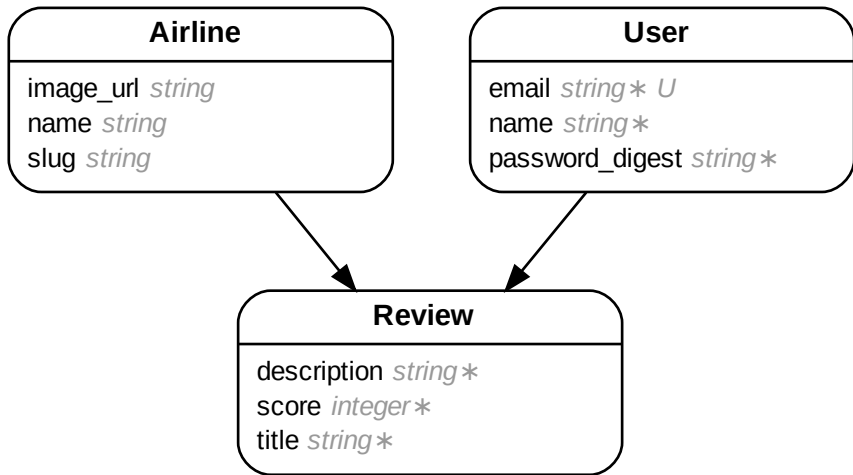 Airline
image_url string
name string
slug string
User
email string∗ U
name string∗
password_digest string∗
Review
description string∗
score integer∗
title string∗